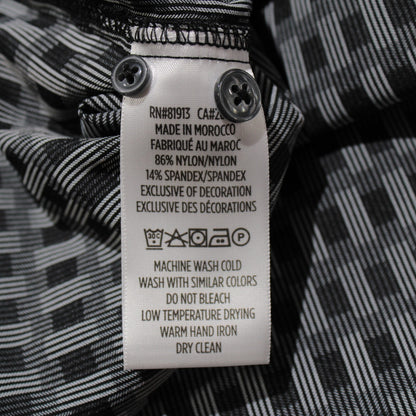 RN#81913 CA#
MADE IN MOROCCO
FABRIQUÉ AU MAROC
86% NYLON/NYLON
14% SPANDEX/SPANDEX
EXCLUSIVE OF DECORATION
EXCLUSIVE DES DÉCORATIONS
30C P
MACHINE WASH COLD
WASH WITH SIMILAR COLORS
DO NOT BLEACH
LOW TEMPERATURE DRYING
WARM HAND IRON
DRY CLEAN